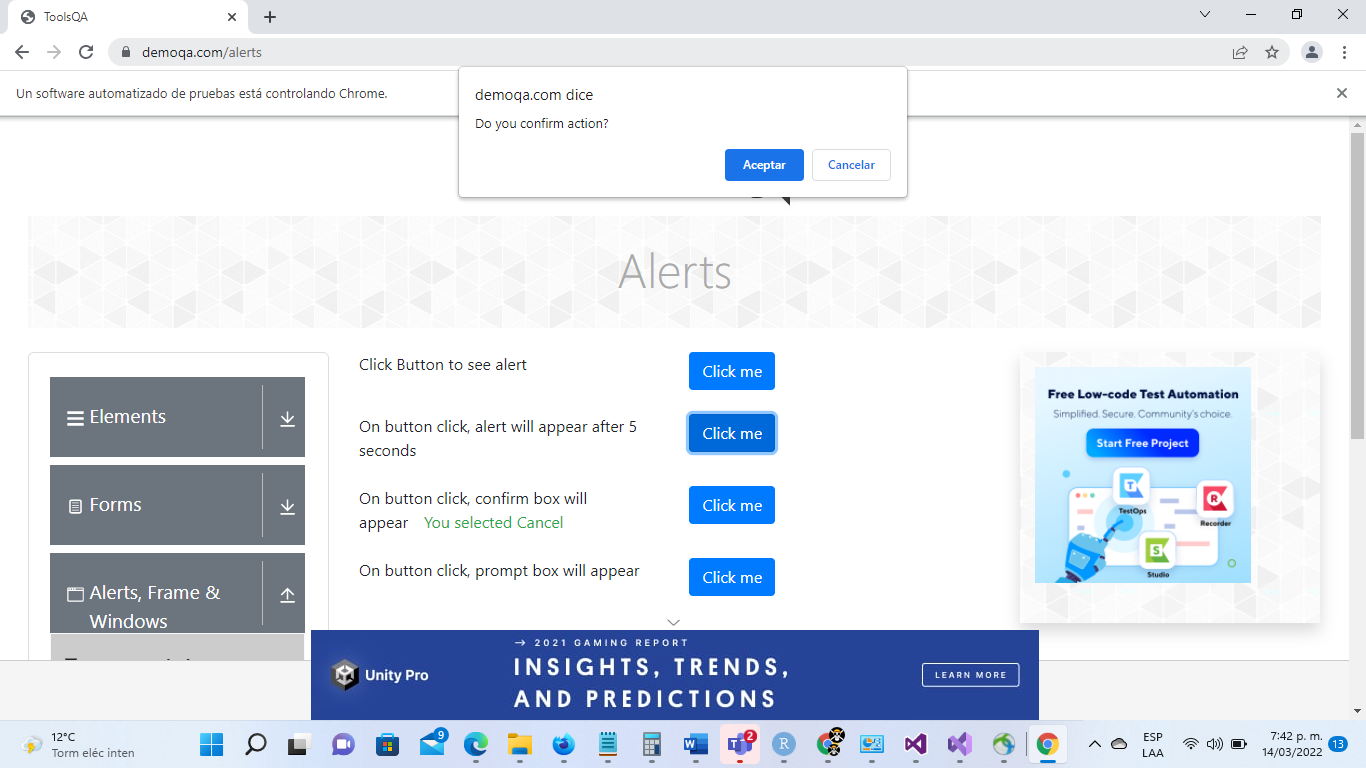 ToolsQA
demoqa.com/alerts
Un software automatizado de pruebas está controlando Chrome.
demoqa.com dice
Do you confirm action?
Aceptar
Cancelar
Alerts
Elements
Forms
Alerts, Frame &
Windows
Click Button to see alert
Click me
On button click, alert will appear after 5
seconds
Click me
On button click, confirm box will
appear You selected Cancel
Click me
On button click, prompt box will appear
Click me
Free Low-code Test Automation
Simplified. Secure. Community's choice.
Start Free Project
TestOps
Recorder
Studio
Unity Pro
→ 2021 GAMING REPORT
INSIGHTS, TRENDS,
AND PREDICTIONS
LEARN MORE
12°C
Torm eléc inten
9
2
ESP
LAA
7:42 p. m.
14/03/2022
13